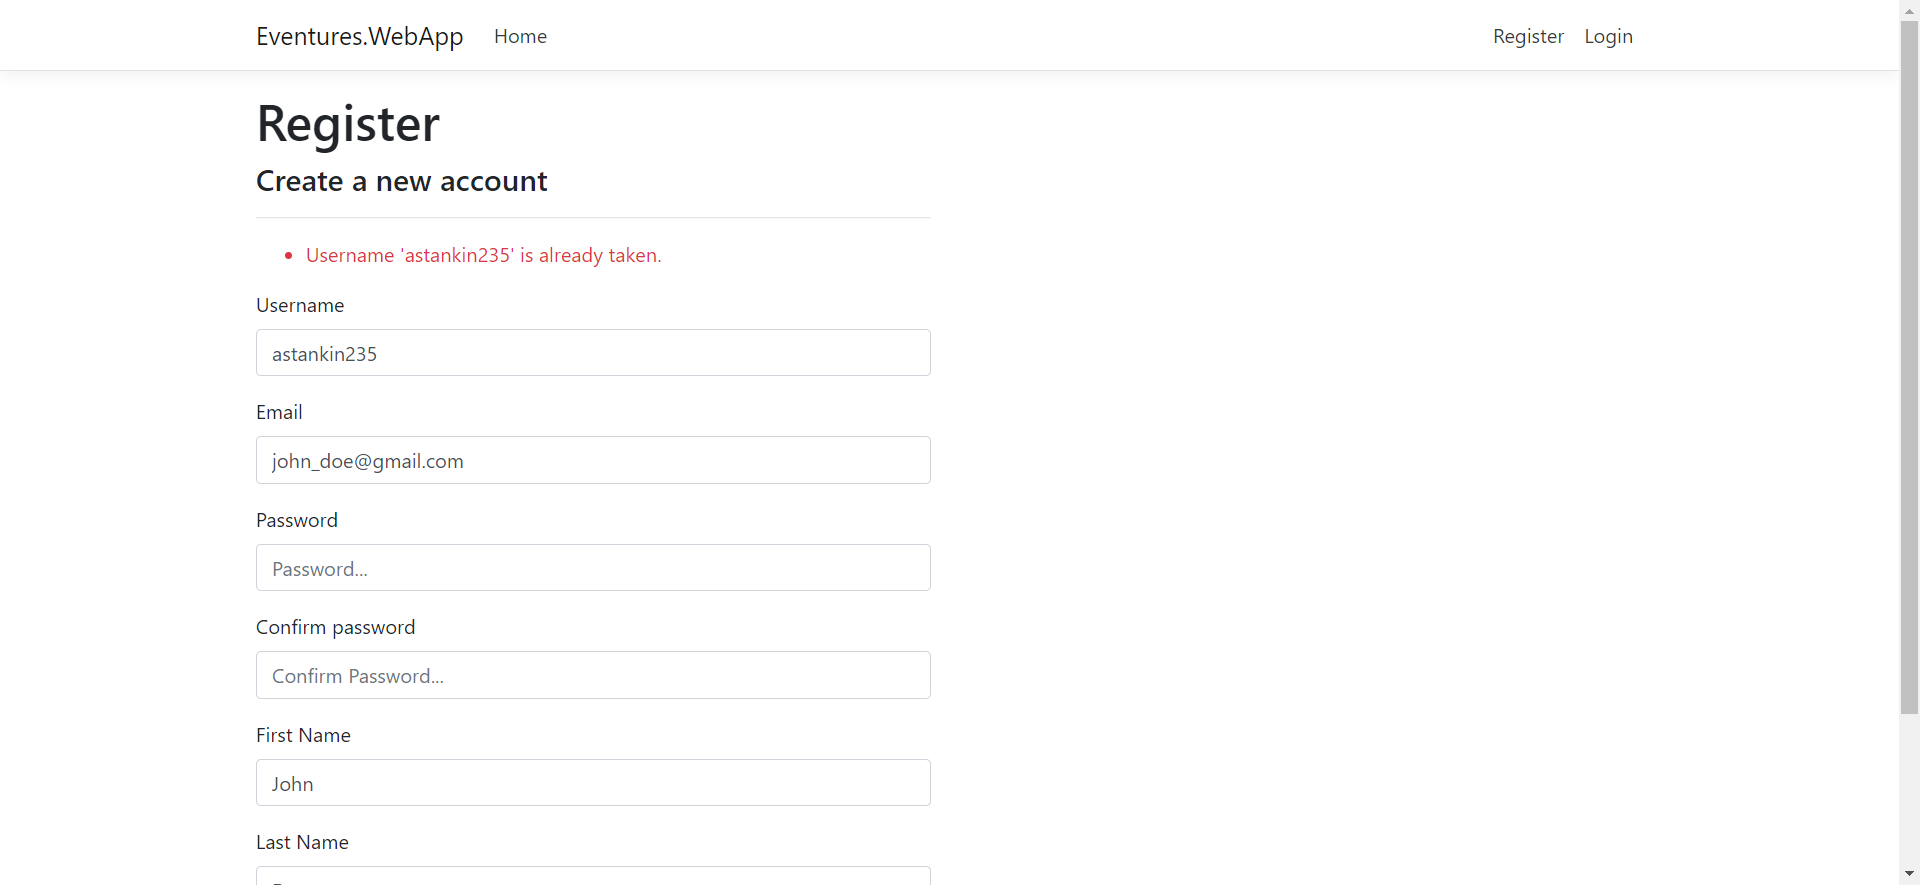 Eventures.WebApp Home Register Login
Register
Create a new account
Username 'astankin235' is already taken.
Username
astankin235
Email
john_doe@gmail.com
Password
Password...
Confirm password
Confirm Password...
First Name
John
Last Name